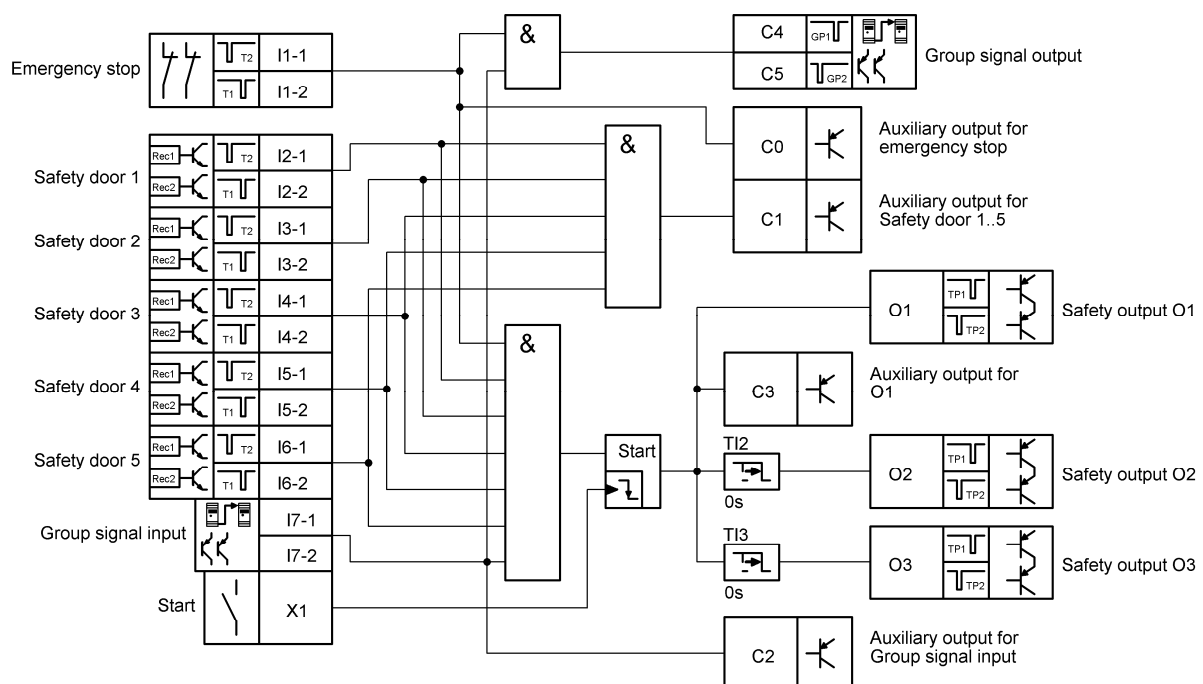 Emergency stop
T2
I1-1
T1
I1-2
&
C4
GP1
C5
GP2
Group signal output
C0
Auxiliary output for
emergency stop
C1
Auxiliary output for
Safety door 1..5
&
Safety door 1
Rec1
T2
I2-1
Rec2
T1
I2-2
Safety door 2
Rec1
T2
I3-1
Rec2
T1
I3-2
Safety door 3
Rec1
T2
I4-1
Rec2
T1
I4-2
Safety door 4
Rec1
T2
I5-1
Rec2
T1
I5-2
Safety door 5
Rec1
T2
I6-1
Rec2
T1
I6-2
Group signal input
I7-1
I7-2
Start
X1
&
Start
O1
TP1
TP2
Safety output O1
C3
Auxiliary output for
O1
TI2
0s
O2
TP1
TP2
Safety output O2
TI3
0s
O3
TP1
TP2
Safety output O3
C2
Auxiliary output for
Group signal input